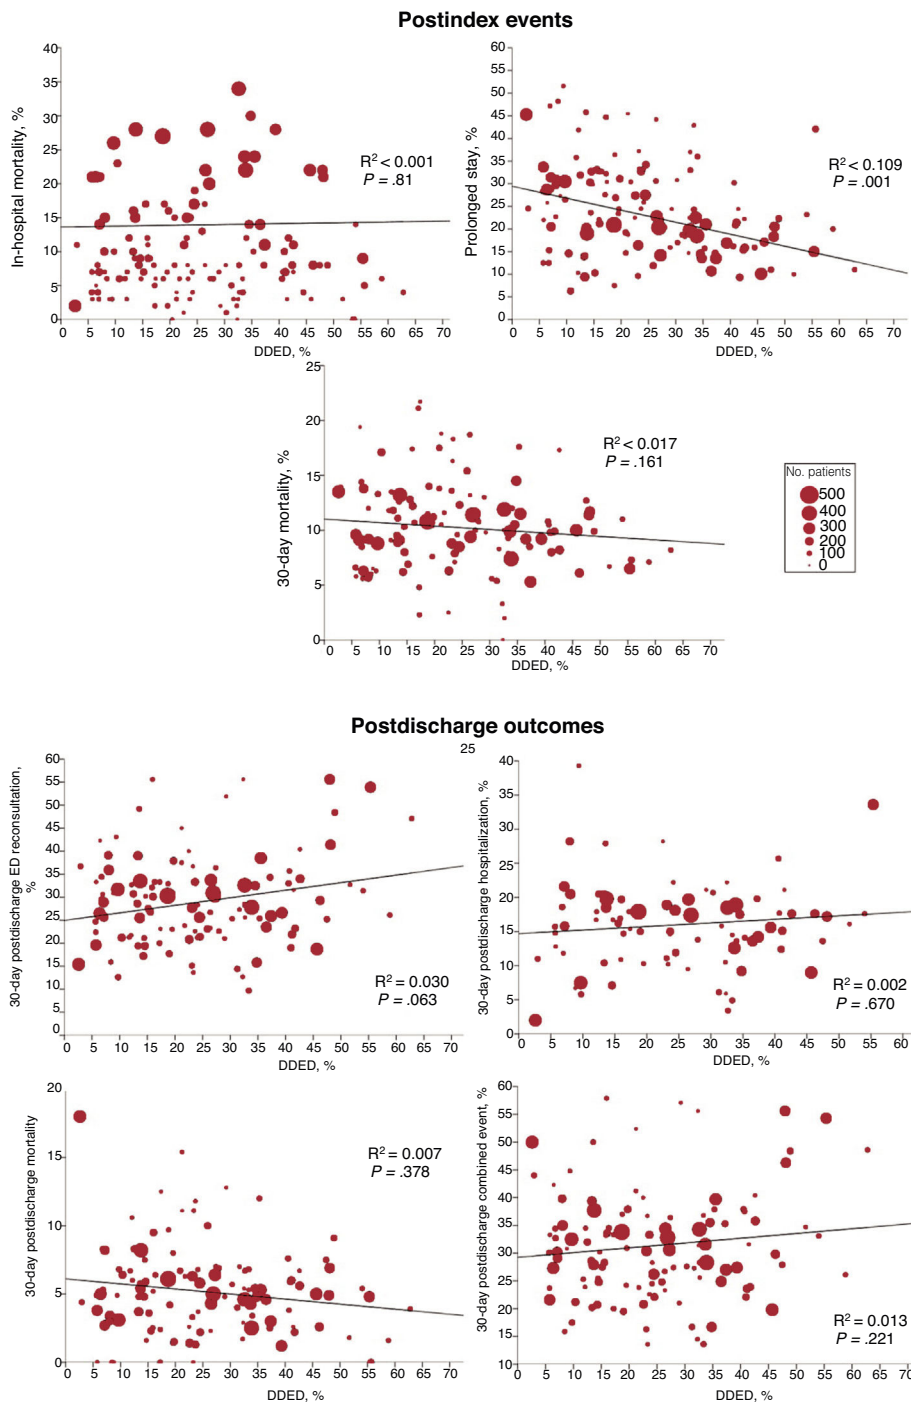 Postindex events
In-hospital mortality, %
40
35
30
25
20
15
10
5
0
R² < 0.001
P = .81
0 5 10 15 20 25 30 35 40 45 50 55 60 65 70
DDED, %
Prolonged stay, %
60
55
50
45
40
35
30
25
20
15
10
5
0
R² < 0.109
P = .001
0 5 10 15 20 25 30 35 40 45 50 55 60 65 70
DDED, %
30-day mortality, %
25
20
15
10
5
0
R² < 0.017
P = .161
0 5 10 15 20 25 30 35 40 45 50 55 60 65 70
DDED, %
No. patients
500
400
300
200
100
0
Postdischarge outcomes
25
30-day postdischarge ED reconsultation,
%
60
55
50
45
40
35
30
25
20
15
10
5
0
R² = 0.030
P = .063
0 5 10 15 20 25 30 35 40 45 50 55 60 65 70
DDED, %
30-day postdischarge hospitalization, %
40
35
30
25
20
15
10
5
0
R² = 0.002
P = .670
0 5 10 15 20 25 30 35 40 45 50 55 60
DDED, %
30-day postdischarge mortality
20
15
10
5
0
R² = 0.007
P = .378
0 5 10 15 20 25 30 35 40 45 50 55 60 65 70
DDED, %
30-day postdischarge combined event, %
60
55
50
45
40
35
30
25
20
15
10
R² = 0.013
P = .221
0 5 10 15 20 25 30 35 40 45 50 55 60 65 70
DDED, %